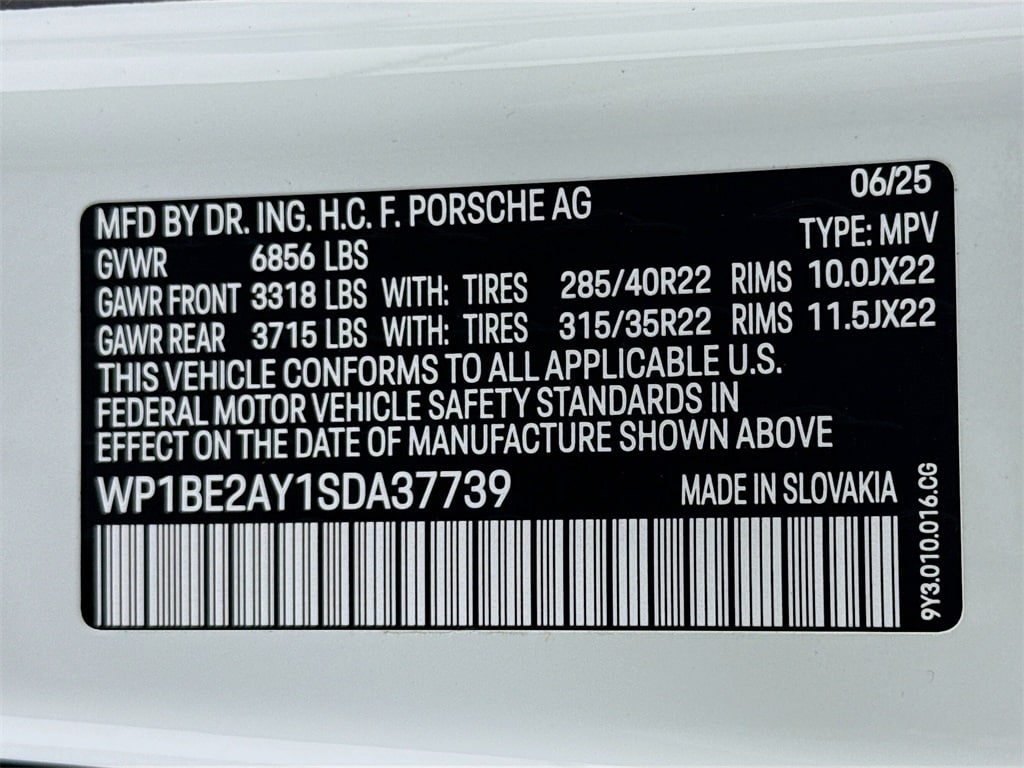 06/25
MFD BY DR. ING. H.C. F. PORSCHE AG
TYPE: MPV
GVWR 6856 LBS
GAWR FRONT 3318 LBS WITH: TIRES 285/40R22 RIMS 10.0JX22
GAWR REAR 3715 LBS WITH: TIRES 315/35R22 RIMS 11.5JX22
THIS VEHICLE CONFORMS TO ALL APPLICABLE U.S.
FEDERAL MOTOR VEHICLE SAFETY STANDARDS IN
EFFECT ON THE DATE OF MANUFACTURE SHOWN ABOVE
WP1BE2AY1SDA37739 MADE IN SLOVAKIA
9Y3.010.016.CG